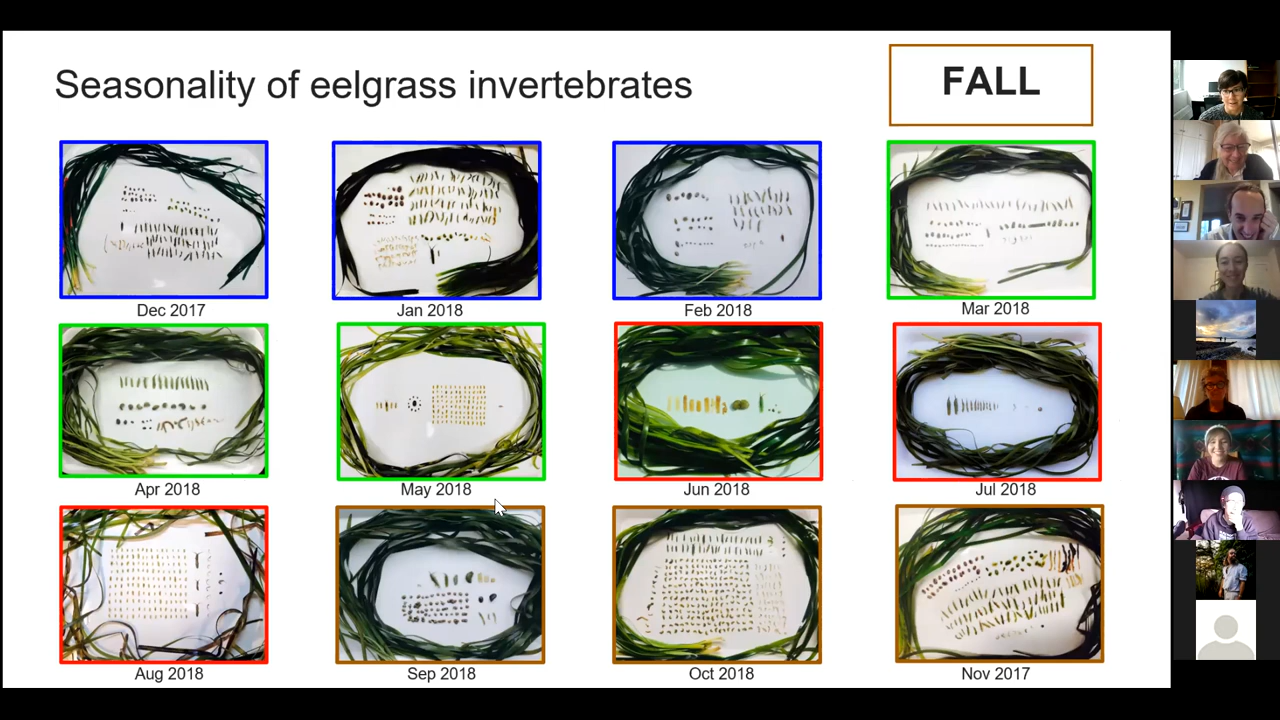 Seasonality of eelgrass invertebrates
FALL
Dec 2017
Jan 2018
Feb 2018
Mar 2018
Apr 2018
May 2018
Jun 2018
Jul 2018
Aug 2018
Sep 2018
Oct 2018
Nov 2017